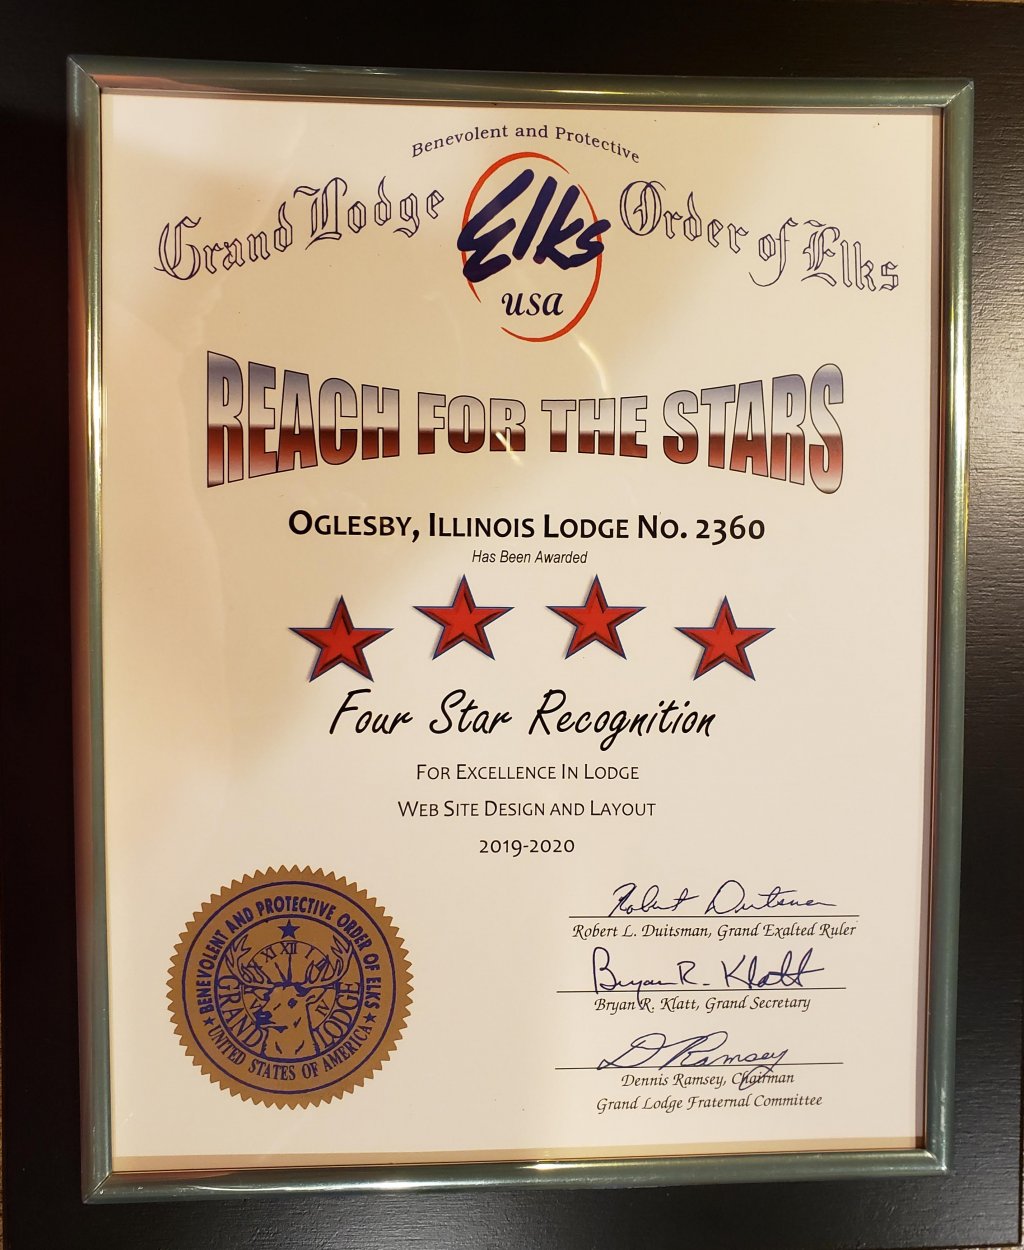 Benevolent and Protective
Grand Lodge Elks usa Order of Elks
REACH FOR THE STARS
OGLESBY, ILLINOIS LODGE NO. 2360
Has Been Awarded
Four Star Recognition
FOR EXCELLENCE IN LODGE
WEB SITE DESIGN AND LAYOUT
2019-2020
BENEVOLENT AND PROTECTIVE ORDER OF ELKS
XI XII I
GRAND LODGE
★ UNITED STATES OF AMERICA ★
Robert Duitsman
Robert L. Duitsman, Grand Exalted Ruler
Bryan R. Klatt
Bryan R. Klatt, Grand Secretary
D Ramsey
Dennis Ramsey, Chairman
Grand Lodge Fraternal Committee